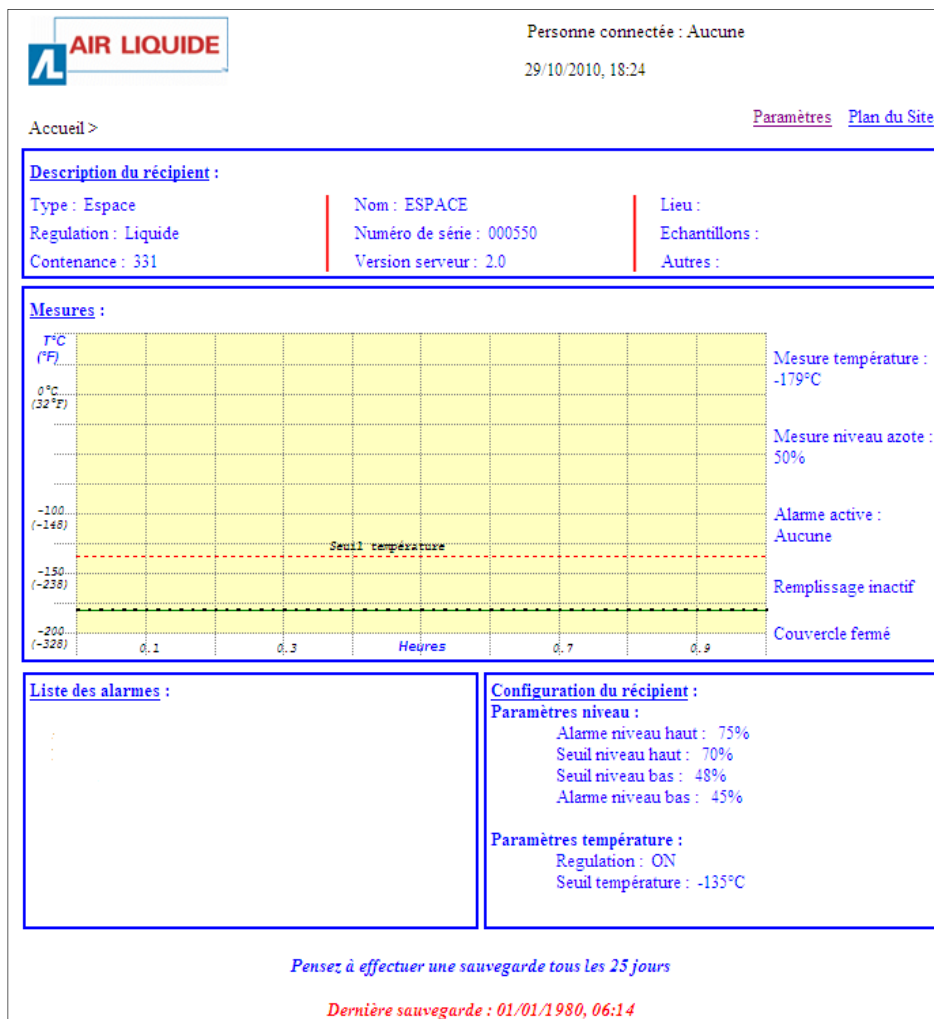 AIR LIQUIDE
Personne connectée : Aucune
29/10/2010, 18:24
Accueil >
Paramètres Plan du Site
Description du récipient :
Type : Espace
Nom : ESPACE
Lieu :
Regulation : Liquide
Numéro de série : 000550
Echantillons :
Contenance : 331
Version serveur : 2.0
Autres :
Mesures :
T°C
(°F)
0°C
(32°F)
-100
(-148)
-150
(-238)
-200
(-328)
Seuil température
0.1
0.3
Heures
0.7
0.9
Mesure température :
-179°C
Mesure niveau azote :
50%
Alarme active :
Aucune
Remplissage inactif
Couvercle fermé
Liste des alarmes :
Configuration du récipient :
Paramètres niveau :
Alarme niveau haut : 75%
Seuil niveau haut : 70%
Seuil niveau bas : 48%
Alarme niveau bas : 45%
Paramètres température :
Regulation : ON
Seuil température : -135°C
Pensez à effectuer une sauvegarde tous les 25 jours
Dernière sauvegarde : 01/01/1980, 06:14